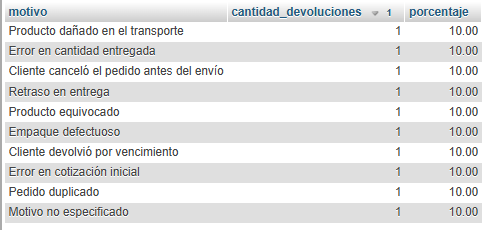 motivo cantidad_devoluciones 1 porcentaje
Producto dañado en el transporte 1 10.00
Error en cantidad entregada 1 10.00
Cliente canceló el pedido antes del envío 1 10.00
Retraso en entrega 1 10.00
Producto equivocado 1 10.00
Empaque defectuoso 1 10.00
Cliente devolvió por vencimiento 1 10.00
Error en cotización inicial 1 10.00
Pedido duplicado 1 10.00
Motivo no especificado 1 10.00